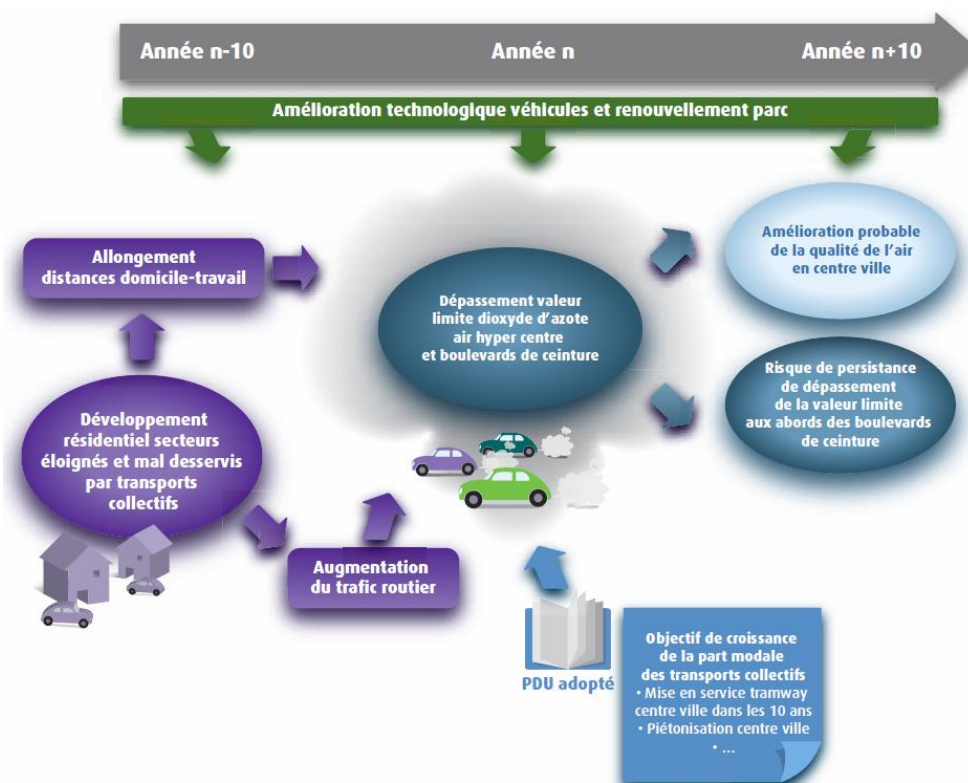 Année n-10
Année n
Année n+10
Amélioration technologique véhicules et renouvellement parc
Allongement
distances domicile-travail
Développement
résidentiel secteurs
éloignés et mal desservis
par transports
collectifs
Augmentation
du trafic routier
Dépassement valeur
limite dioxyde d'azote
air hyper centre
et boulevards de ceinture
Amélioration probable
de la qualité de l'air
en centre ville
Risque de persistance
de dépassement
de la valeur limite
aux abords des boulevards
de ceinture
PDU adopté
Objectif de croissance
de la part modale
des transports collectifs
• Mise en service tramway
centre ville dans les 10 ans
• Piétonisation centre ville
• ...